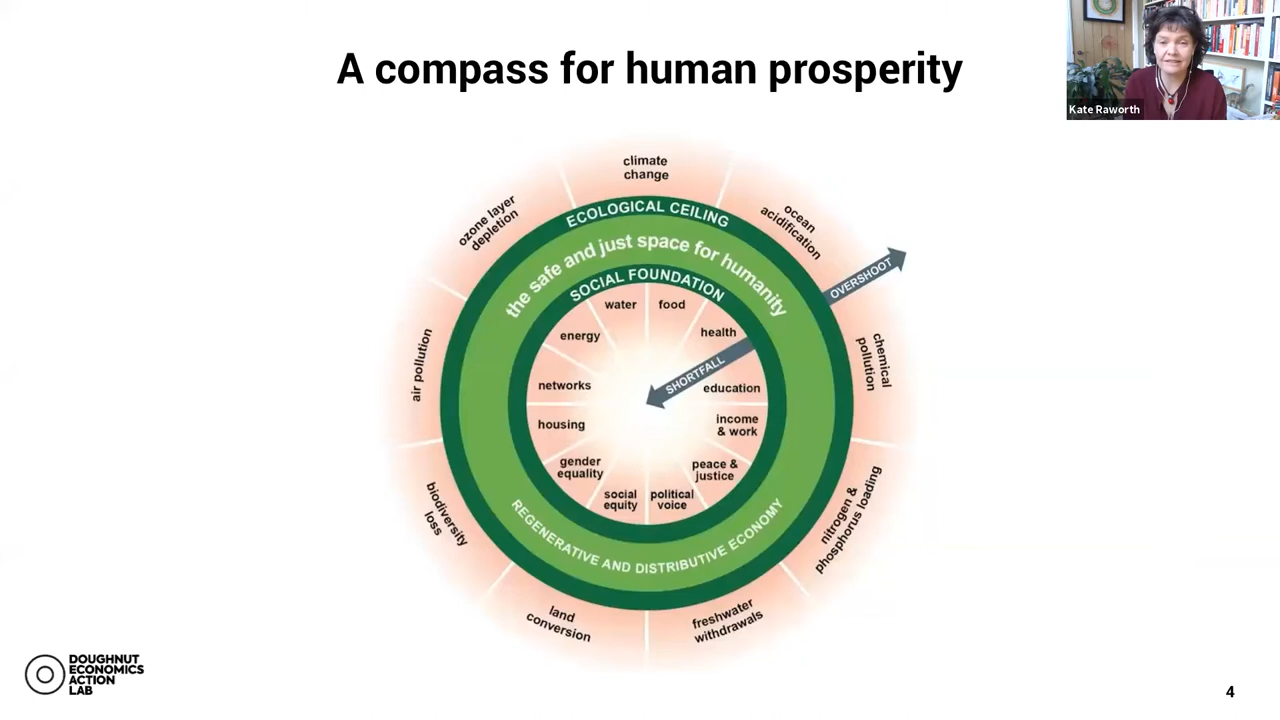 A compass for human prosperity
Kate Raworth
climate
change
ocean
acidification
chemical
pollution
nitrogen &
phosphorus loading
freshwater
withdrawals
land
conversion
biodiversity
loss
air pollution
ozone layer
depletion
OVERSHOOT
ECOLOGICAL CEILING
the safe and just space for humanity
SOCIAL FOUNDATION
water
food
health
SHORTFALL
education
income
& work
peace &
justice
political
voice
social
equity
gender
equality
housing
networks
energy
REGENERATIVE AND DISTRIBUTIVE ECONOMY
DOUGHNUT
ECONOMICS
ACTION
LAB
4